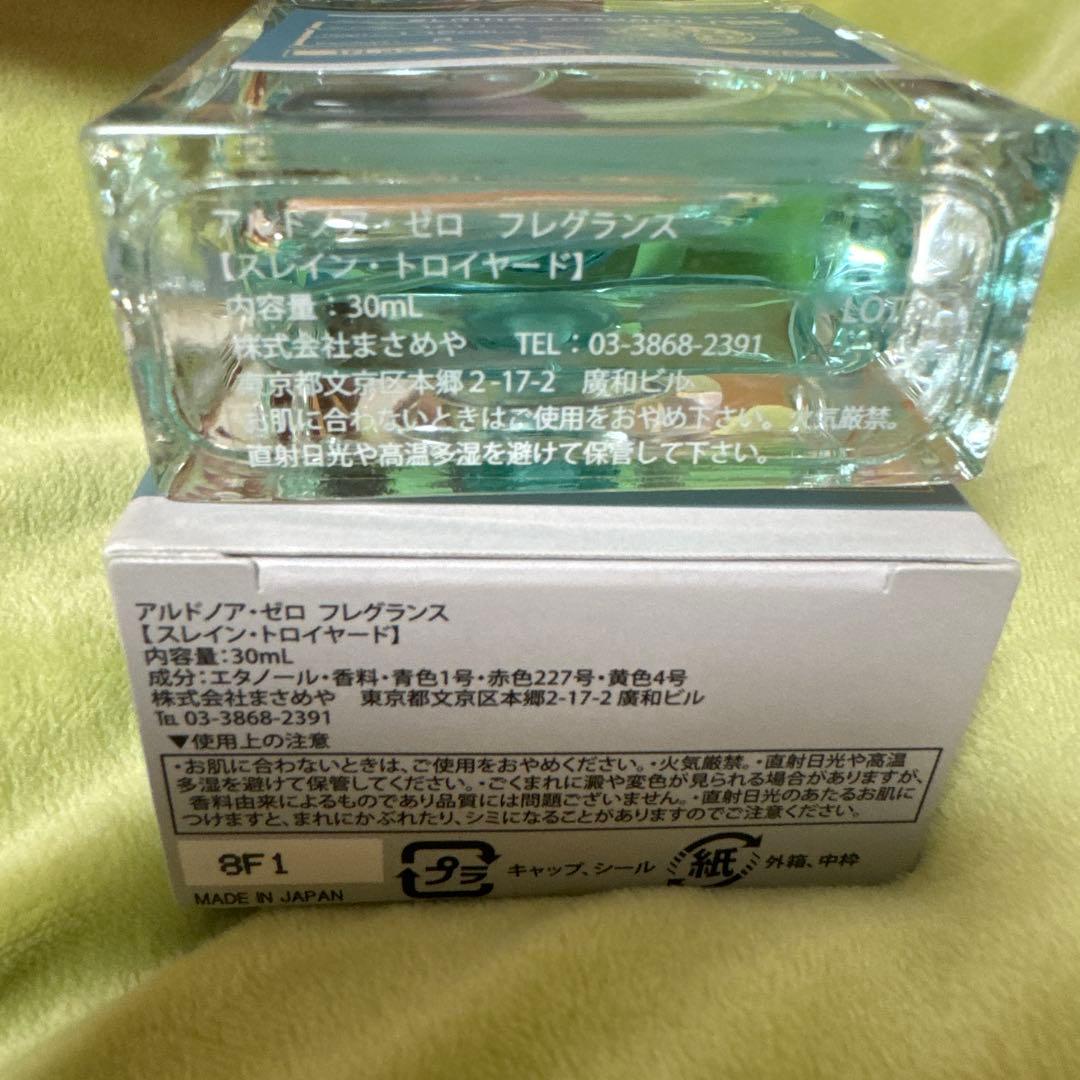 アルドノア・ゼロ フレグランス
【スレイン・トロイヤード】
内容量：30mL
LOT
株式会社まさめや TEL：03-3868-2391
東京都文京区本郷2-17-2 廣和ビル
お肌に合わないときはご使用をおやめ下さい。火気厳禁。
直射日光や高温多湿を避けて保管して下さい。
アルドノア・ゼロ フレグランス
【スレイン・トロイヤード】
内容量：30mL
成分：エタノール・香料・青色1号・赤色227号・黄色4号
株式会社まさめや 東京都文京区本郷2-17-2 廣和ビル
℡ 03-3868-2391
▼使用上の注意
・お肌に合わないときは、ご使用をおやめください。・火気厳禁。・直射日光や高温
多湿を避けて保管してください。・ごくまれに澱や変色が見られる場合がありますが、
香料由来によるものであり品質には問題ございません。・直射日光のあたるお肌に
つけますと、まれにかぶれたり、シミになることがありますのでご注意ください。
8F1
プラ キャップ、シール 紙 外箱、中枠
MADE IN JAPAN